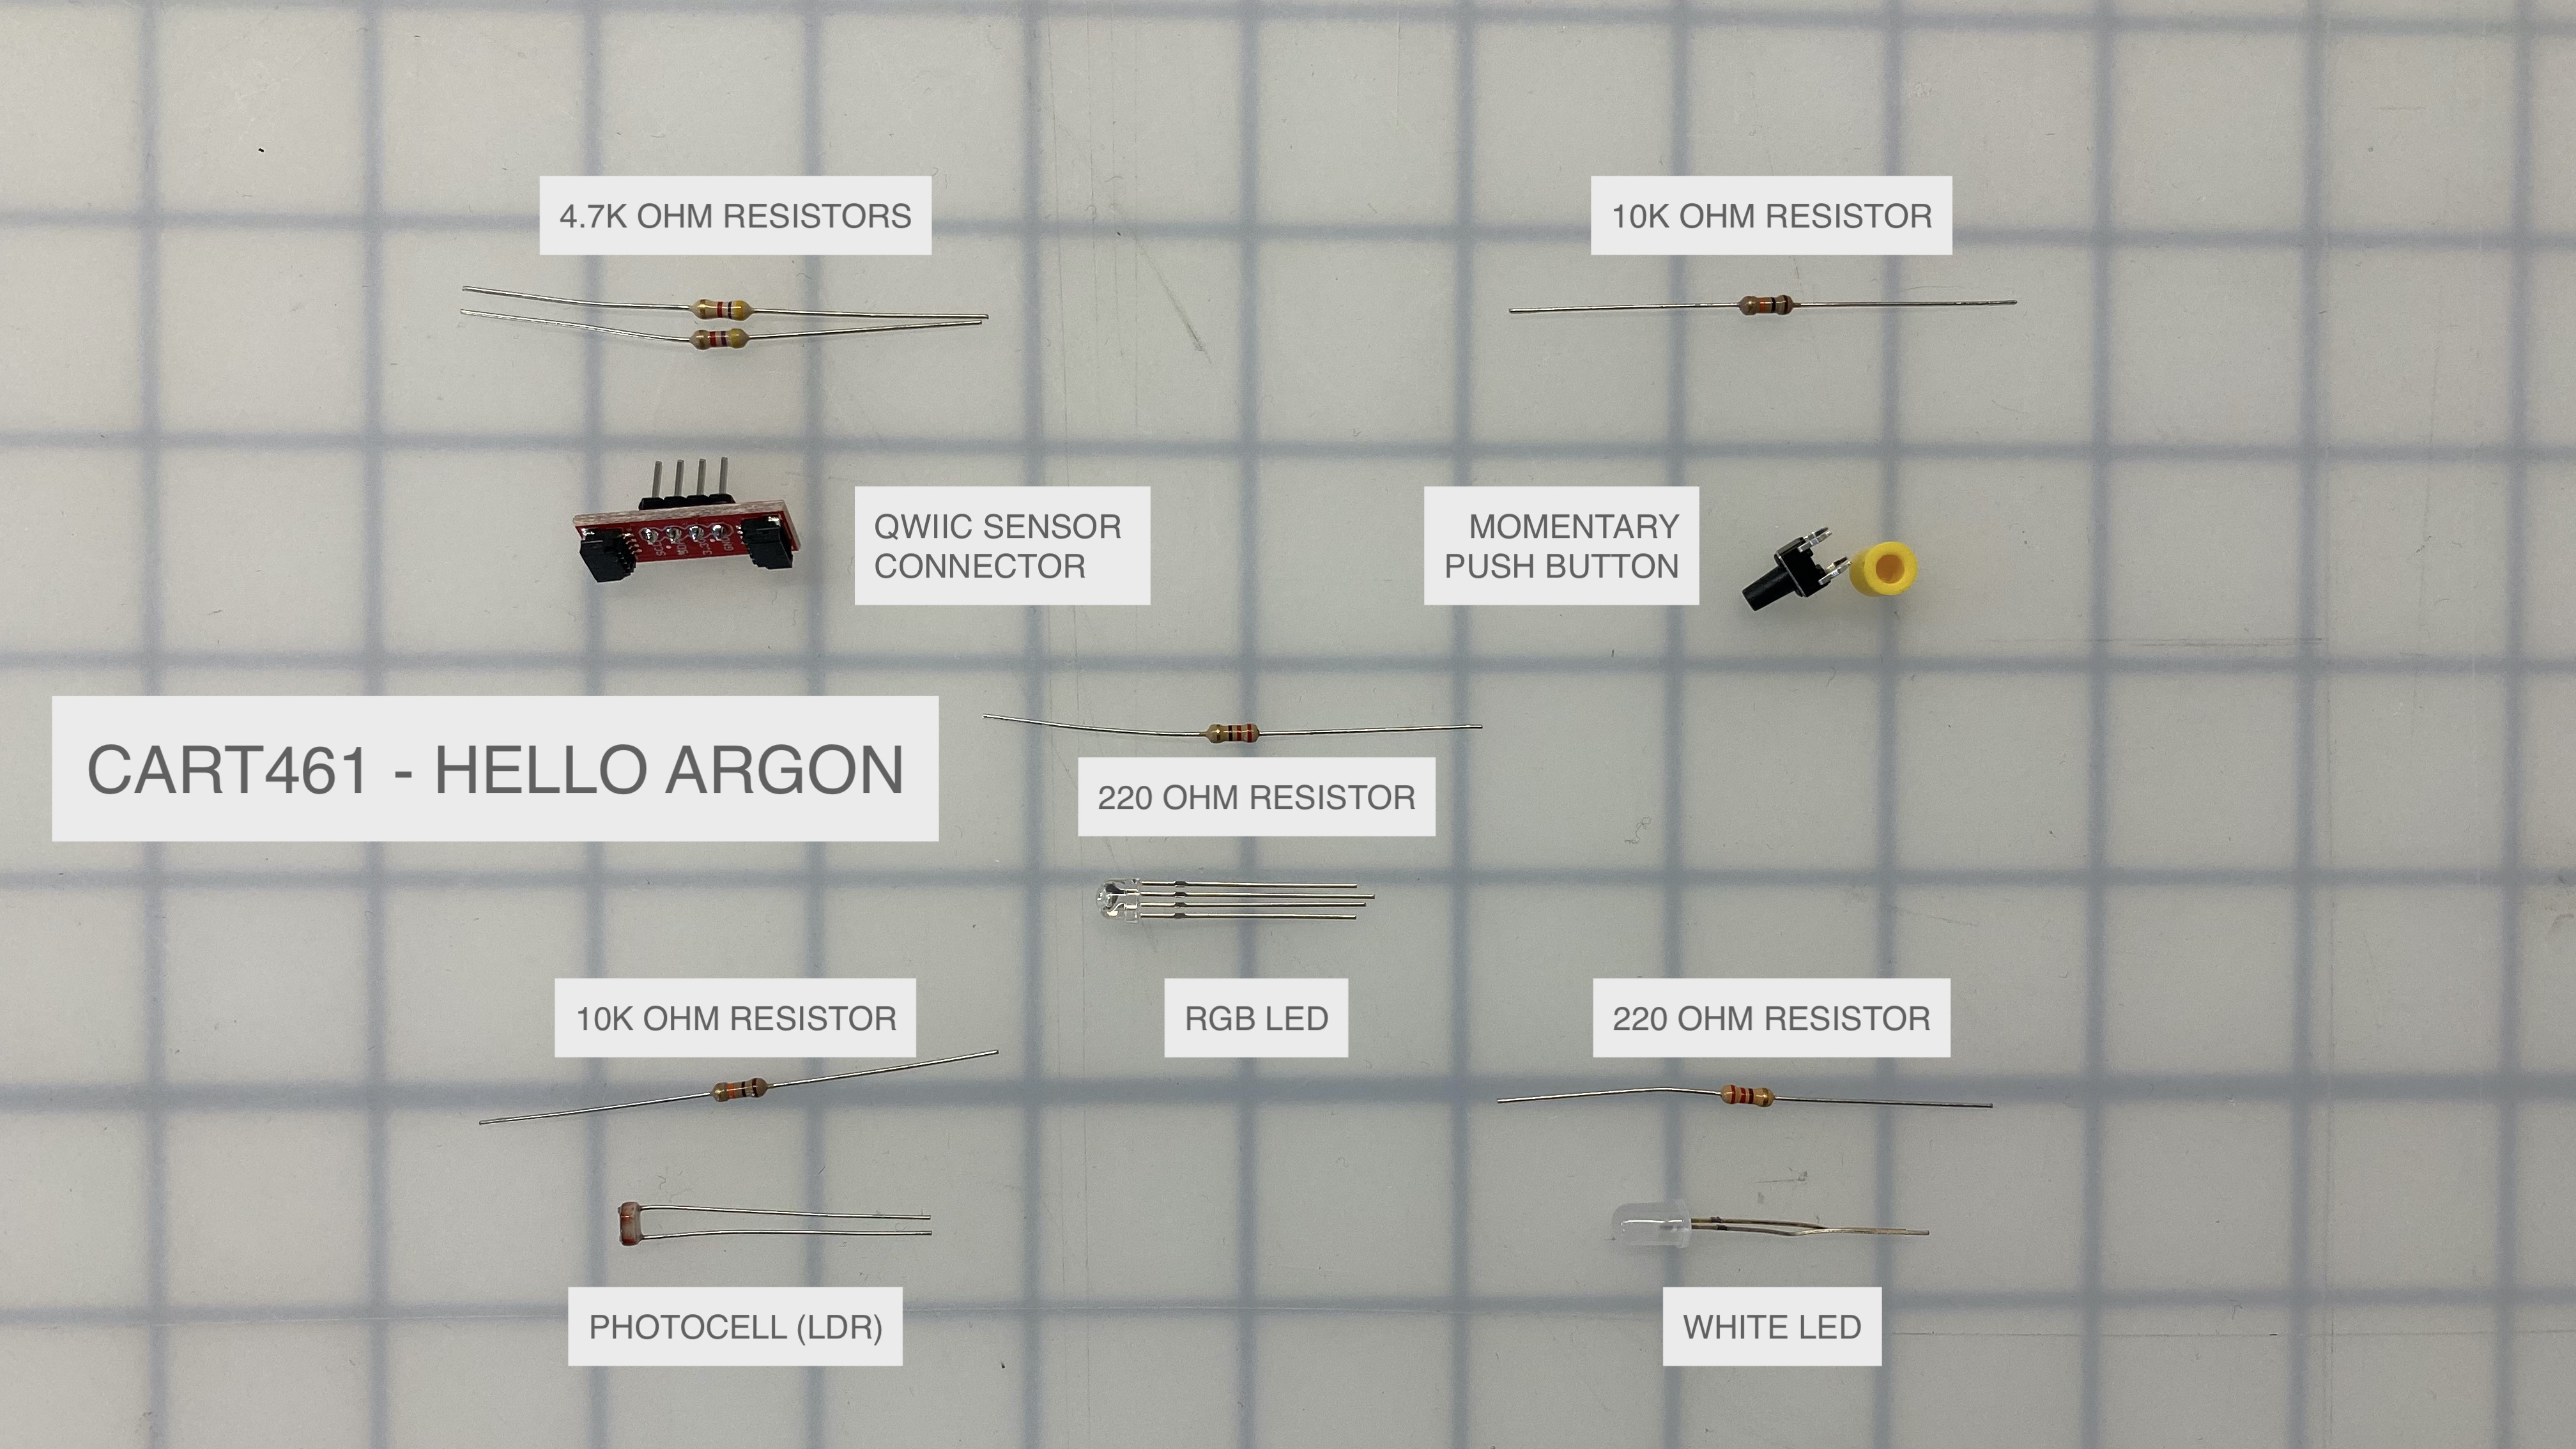 4.7K OHM RESISTORS
10K OHM RESISTOR
QWIIC SENSOR
CONNECTOR
MOMENTARY
PUSH BUTTON
CART461 - HELLO ARGON
220 OHM RESISTOR
10K OHM RESISTOR
RGB LED
220 OHM RESISTOR
PHOTOCELL (LDR)
WHITE LED